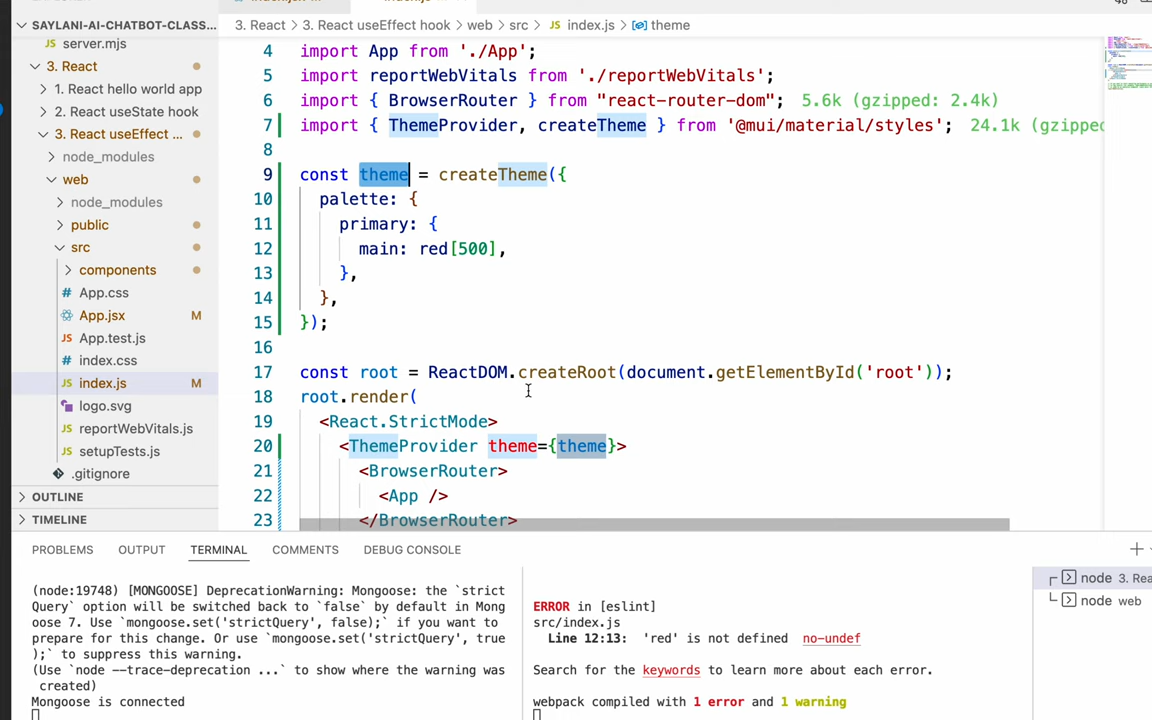 SAYLANI-AI-CHATBOT-CLASS...
server.mjs
3. React
1. React hello world app
2. React useState hook
3. React useEffect ...
node_modules
web
node_modules
public
src
components
App.css
App.jsx M
App.test.js
index.css
index.js M
logo.svg
reportWebVitals.js
setupTests.js
.gitignore
OUTLINE
TIMELINE
3. React > 3. React useEffect hook > web > src > JS index.js > theme
4 import App from './App';
5 import reportWebVitals from './reportWebVitals';
6 import { BrowserRouter } from "react-router-dom"; 5.6k (gzipped: 2.4k)
7 import { ThemeProvider, createTheme } from '@mui/material/styles'; 24.1k (gzipped
8
9 const theme = createTheme({
10 palette: {
11 primary: {
12 main: red[500],
13 },
14 },
15 });
16
17 const root = ReactDOM.createRoot(document.getElementById('root'));
18 root.render(
19 <React.StrictMode>
20 <ThemeProvider theme={theme}>
21 <BrowserRouter>
22 <App />
23 </BrowserRouter>
PROBLEMS OUTPUT TERMINAL COMMENTS DEBUG CONSOLE
(node:19748) [MONGOOSE] DeprecationWarning: Mongoose: the `strict
Query` option will be switched back to `false` by default in Mong
oose 7. Use `mongoose.set('strictQuery', false);` if you want to
prepare for this change. Or use `mongoose.set('strictQuery', true
);` to suppress this warning.
(Use `node --trace-deprecation ...` to show where the warning was
created)
Mongoose is connected
ERROR in [eslint]
src/index.js
Line 12:13: 'red' is not defined no-undef
Search for the keywords to learn more about each error.
webpack compiled with 1 error and 1 warning
node 3. Rea
node web